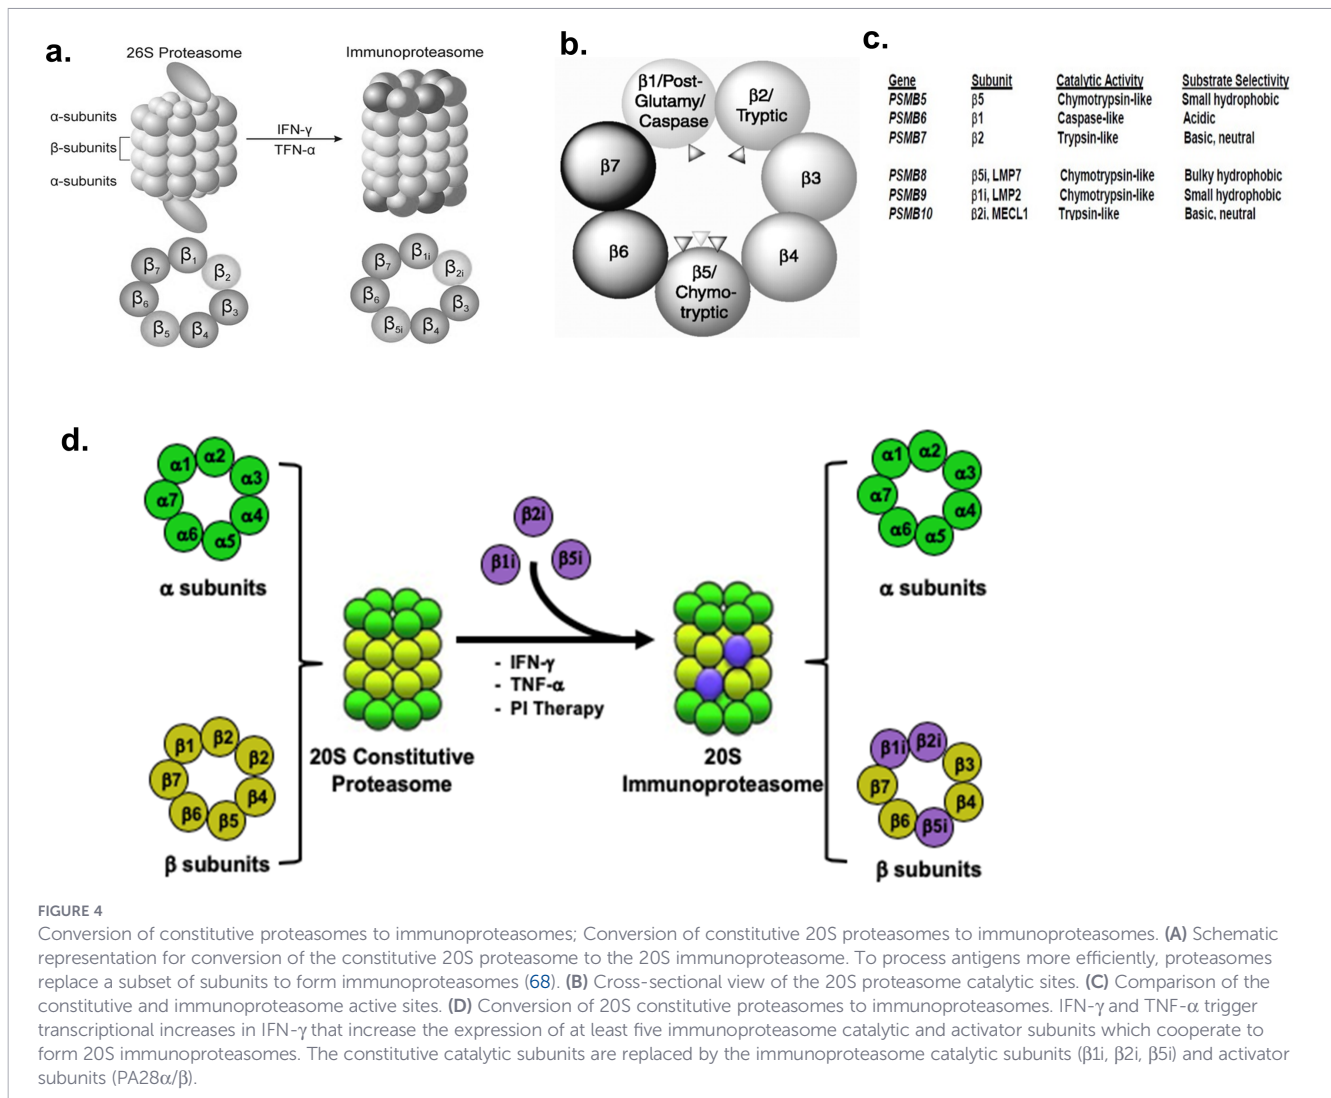 a.
26S Proteasome
Immunoproteasome
α-subunits
β-subunits
α-subunits
IFN-γ
TFN-α
β1
β2
β3
β4
β5
β6
β7
β1i
β2i
β3
β4
β5i
β6
β7
b.
β1/Post-
Glutamy/
Caspase
β2/
Tryptic
β3
β4
β5/
Chymo-
tryptic
β6
β7
c.
Gene Subunit Catalytic Activity Substrate Selectivity
PSMB5 β5 Chymotrypsin-like Small hydrophobic
PSMB6 β1 Caspase-like Acidic
PSMB7 β2 Trypsin-like Basic, neutral
PSMB8 β5i, LMP7 Chymotrypsin-like Bulky hydrophobic
PSMB9 β1i, LMP2 Chymotrypsin-like Small hydrophobic
PSMB10 β2i, MECL1 Trypsin-like Basic, neutral
d.
α1
α2
α3
α4
α5
α6
α7
α subunits
β1
β2
β2
β4
β5
β6
β7
β subunits
20S Constitutive
Proteasome
β2i
β1i
β5i
- IFN-γ
- TNF-α
- PI Therapy
20S
Immunoproteasome
α1
α2
α3
α4
α5
α6
α7
α subunits
β1i
β2i
β3
β4
β5i
β6
β7
β subunits
FIGURE 4
Conversion of constitutive proteasomes to immunoproteasomes; Conversion of constitutive 20S proteasomes to immunoproteasomes. (A) Schematic
representation for conversion of the constitutive 20S proteasome to the 20S immunoproteasome. To process antigens more efficiently, proteasomes
replace a subset of subunits to form immunoproteasomes (68). (B) Cross-sectional view of the 20S proteasome catalytic sites. (C) Comparison of the
constitutive and immunoproteasome active sites. (D) Conversion of 20S constitutive proteasomes to immunoproteasomes. IFN-γ and TNF-α trigger
transcriptional increases in IFN-γ that increase the expression of at least five immunoproteasome catalytic and activator subunits which cooperate to
form 20S immunoproteasomes. The constitutive catalytic subunits are replaced by the immunoproteasome catalytic subunits (β1i, β2i, β5i) and activator
subunits (PA28α/β).